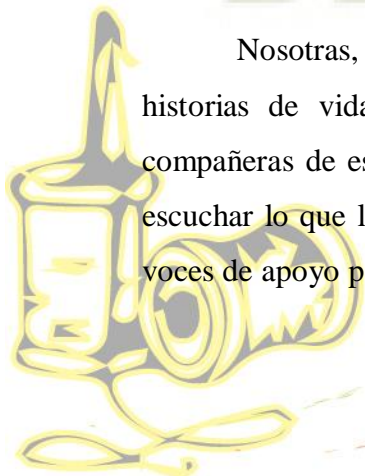 Nosotras,
historias de vida
compañeras de es
escuchar lo que l
voces de apoyo p